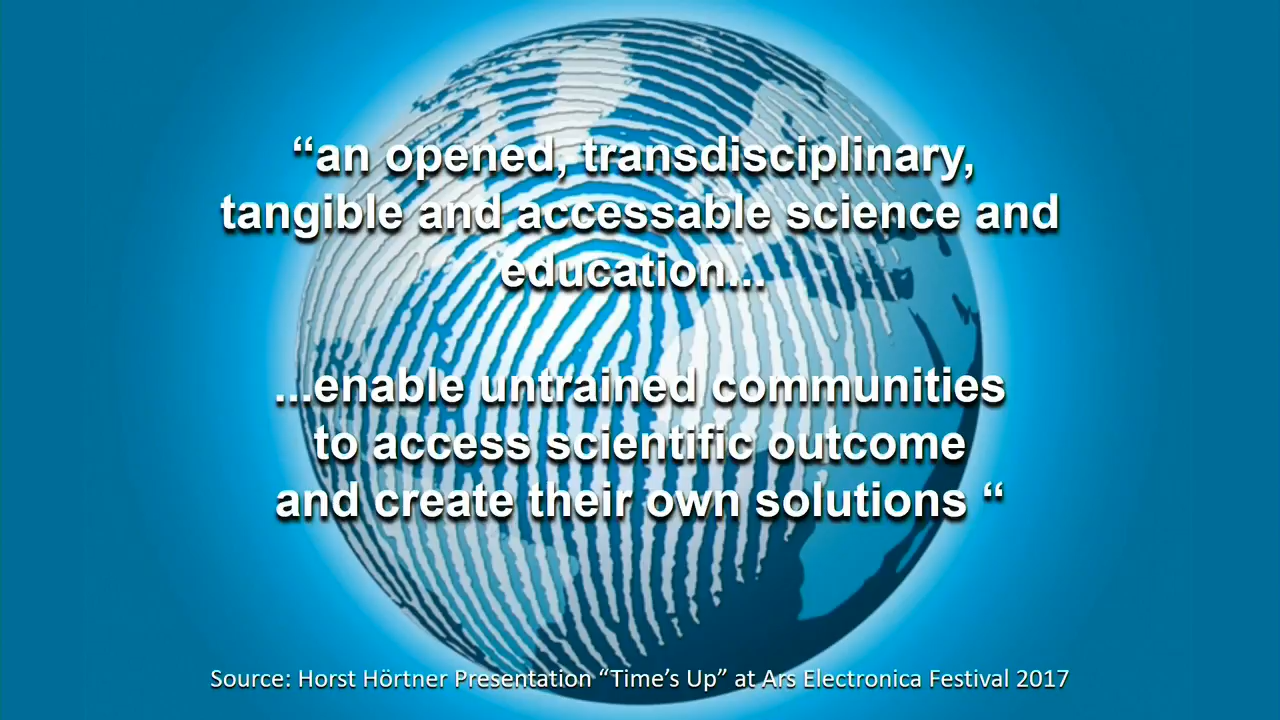 “an opened, transdisciplinary,
tangible and accessable science and
education...
...enable untrained communities
to access scientific outcome
and create their own solutions “
Source: Horst Hörtner Presentation “Time’s Up” at Ars Electronica Festival 2017